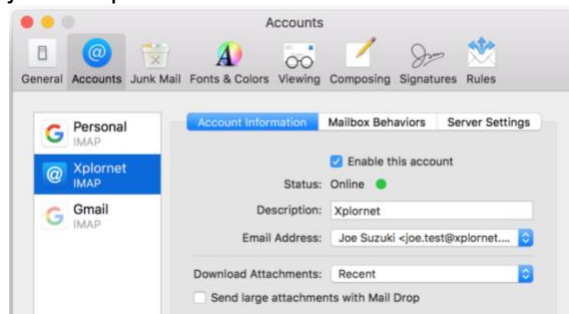 Accounts
General Accounts Junk Mail Fonts & Colors Viewing Composing Signatures Rules
Personal
IMAP
Xplornet
IMAP
Gmail
IMAP
Account Information Mailbox Behaviors Server Settings
Enable this account
Status: Online
Description: Xplornet
Email Address: Joe Suzuki <joe.test@xplornet....
Download Attachments: Recent
Send large attachments with Mail Drop